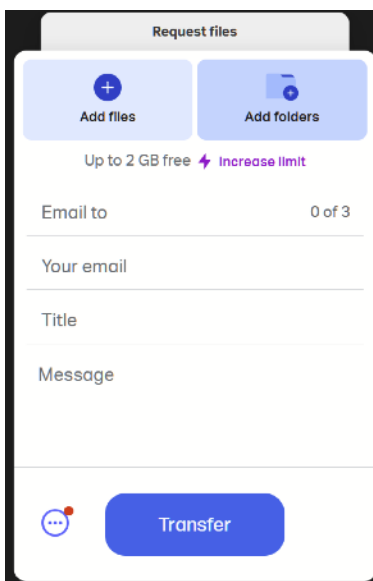 Request files
Add files
Add folders
Up to 2 GB free Increase limit
Email to 0 of 3
Your email
Title
Message
Transfer